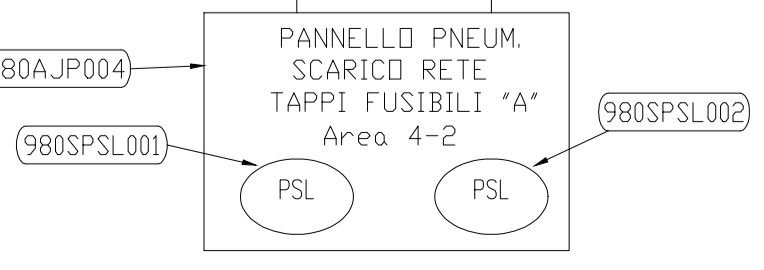 PANNELLO PNEUM.
SCARICO RETE
TAPPI FUSIBILI "A"
Area 4-2
80AJP004
980SPSL001
980SPSL002
PSL
PSL